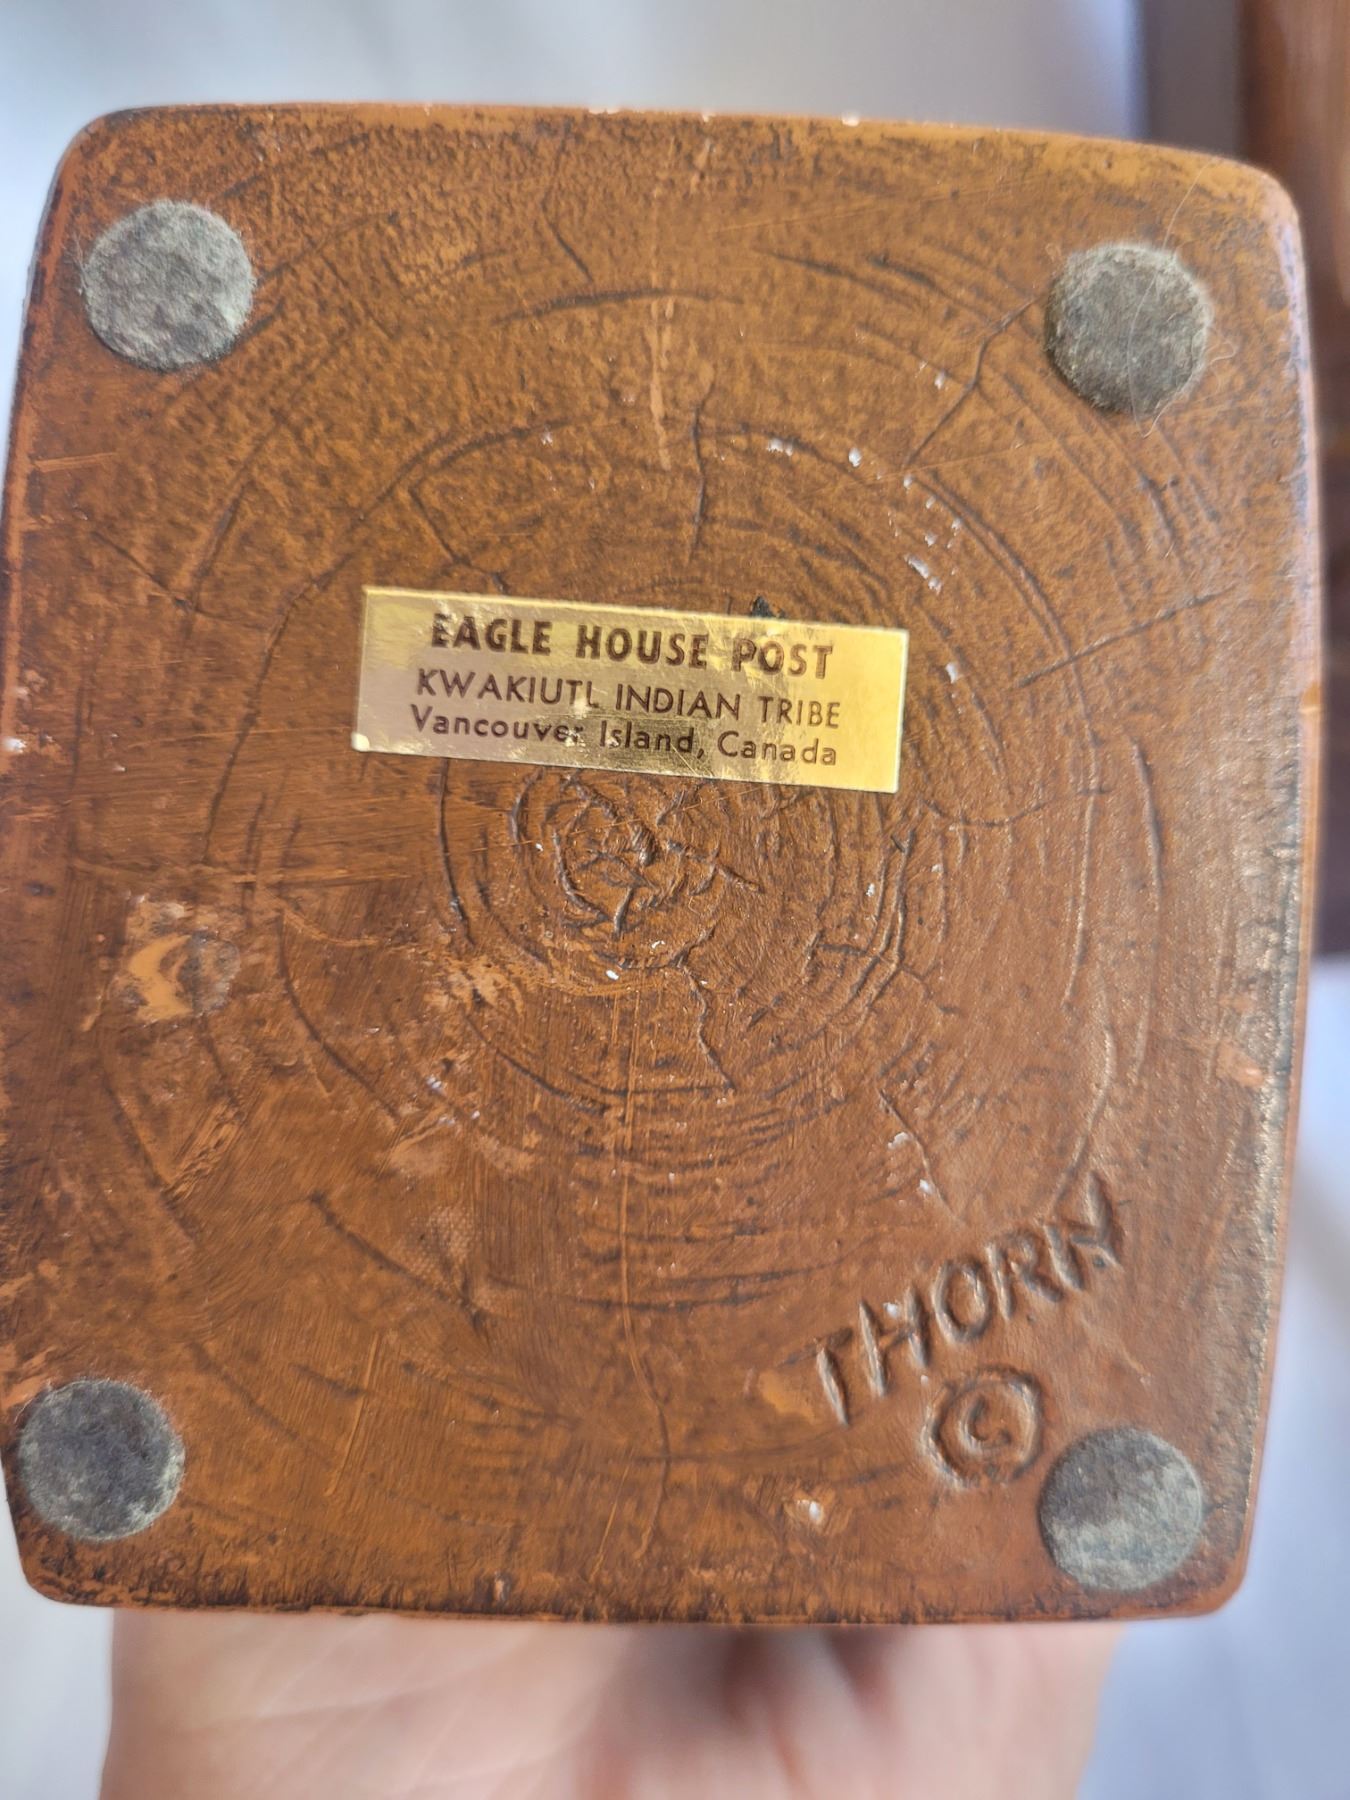 EAGLE HOUSE POST
KWAKIUTL INDIAN TRIBE
Vancouver Island, Canada
THORN
©